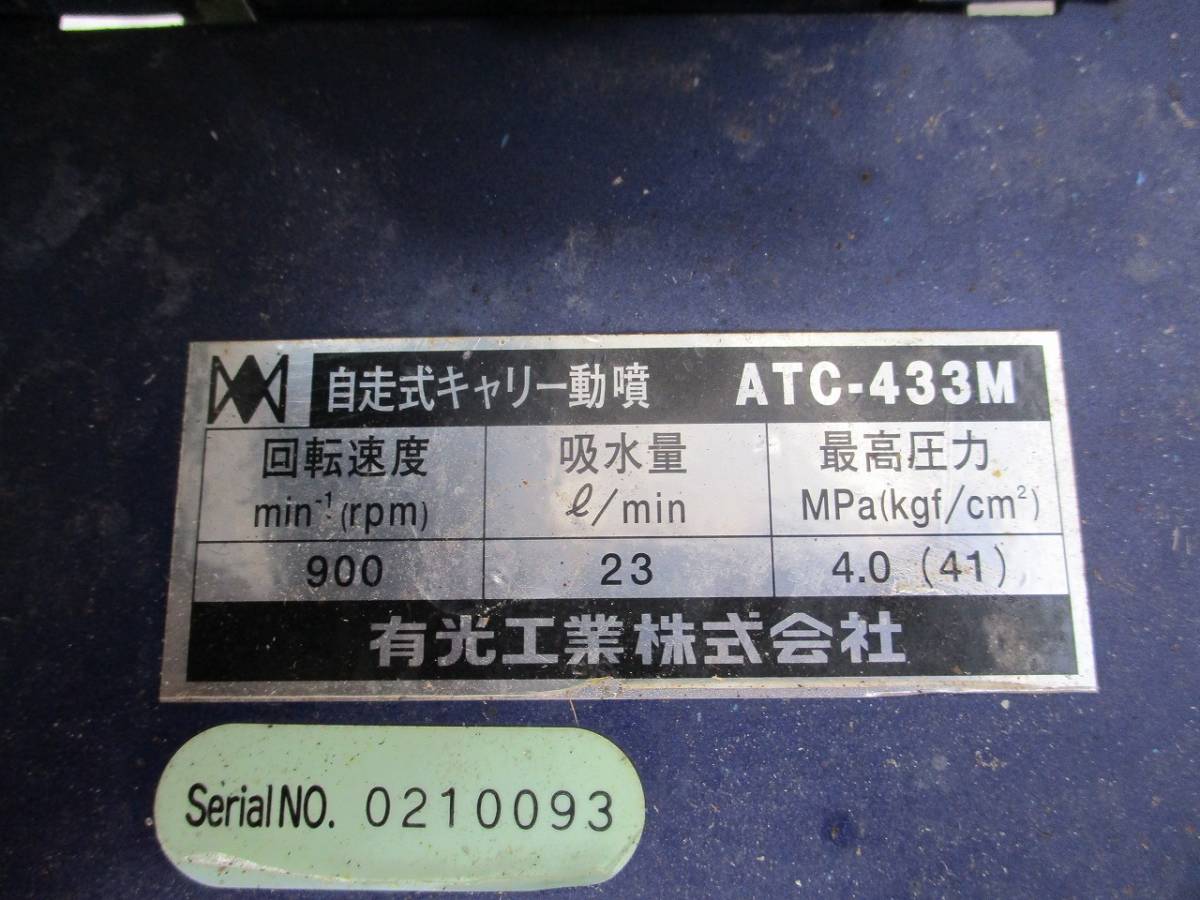 自走式キャリー動噴 ATC-433M
回転速度 吸水量 最高圧力
min⁻¹(rpm) ℓ/min MPa(kgf/cm²)
900 23 4.0 (41)
有光工業株式会社
Serial NO. 0210093